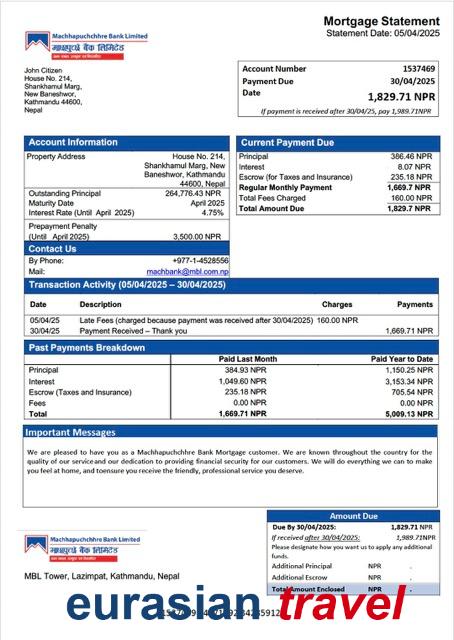 Mortgage Statement
Statement Date: 05/04/2025
Machhapuchchhre Bank Limited
माछापुच्छ्रे बैंक लिमिटेड
John Citizen
House No. 214,
Shankhamul Marg,
New Baneshwor,
Kathmandu 44600,
Nepal
Account Number 1537469
Payment Due 30/04/2025
Date 1,829.71 NPR
If payment is received after 30/04/25, pay 1,989.71NPR
Account Information
Property Address House No. 214,
Shankhamul Marg, New
Baneshwor, Kathmandu
44600, Nepal
Outstanding Principal 264,776.43 NPR
Maturity Date April 2025
Interest Rate (Until April 2025) 4.75%
Prepayment Penalty
(Until April 2025) 3,500.00 NPR
Contact Us
By Phone: +977-1-4528556
Mail: machbank@mbl.com.np
Current Payment Due
Principal 386.46 NPR
Interest 8.07 NPR
Escrow (for Taxes and Insurance) 235.18 NPR
Regular Monthly Payment 1,669.7 NPR
Total Fees Charged 160.00 NPR
Total Amount Due 1,829.7 NPR
Transaction Activity (05/04/2025 – 30/04/2025)
Date Description Charges Payments
05/04/25 Late Fees (charged because payment was received after 30/04/2025) 160.00 NPR
30/04/25 Payment Received – Thank you 1,669.71 NPR
Past Payments Breakdown
Paid Last Month Paid Year to Date
Principal 384.93 NPR 1,150.25 NPR
Interest 1,049.60 NPR 3,153.34 NPR
Escrow (Taxes and Insurance) 235.18 NPR 705.54 NPR
Fees 0.00 NPR 0.00 NPR
Total 1,669.71 NPR 5,009.13 NPR
Important Messages
We are pleased to have you as a Machhapuchchhre Bank Mortgage customer. We are known throughout the country for the
quality of our service and our dedication to providing financial security for our customers. We will do everything we can to make
you feel at home, and toensure you receive the friendly, professional service you deserve.
Machhapuchchhre Bank Limited
माछापुच्छ्रे बैंक लिमिटेड
MBL Tower, Lazimpat, Kathmandu, Nepal
Amount Due
Due By 30/04/2025: 1,829.71 NPR
If received after 30/04/2025: 1,989.71NPR
Please designate how you want us to apply any additional
funds.
Additional Principal NPR .
Additional Escrow NPR .
Total Amount Enclosed NPR .
eurasian travel